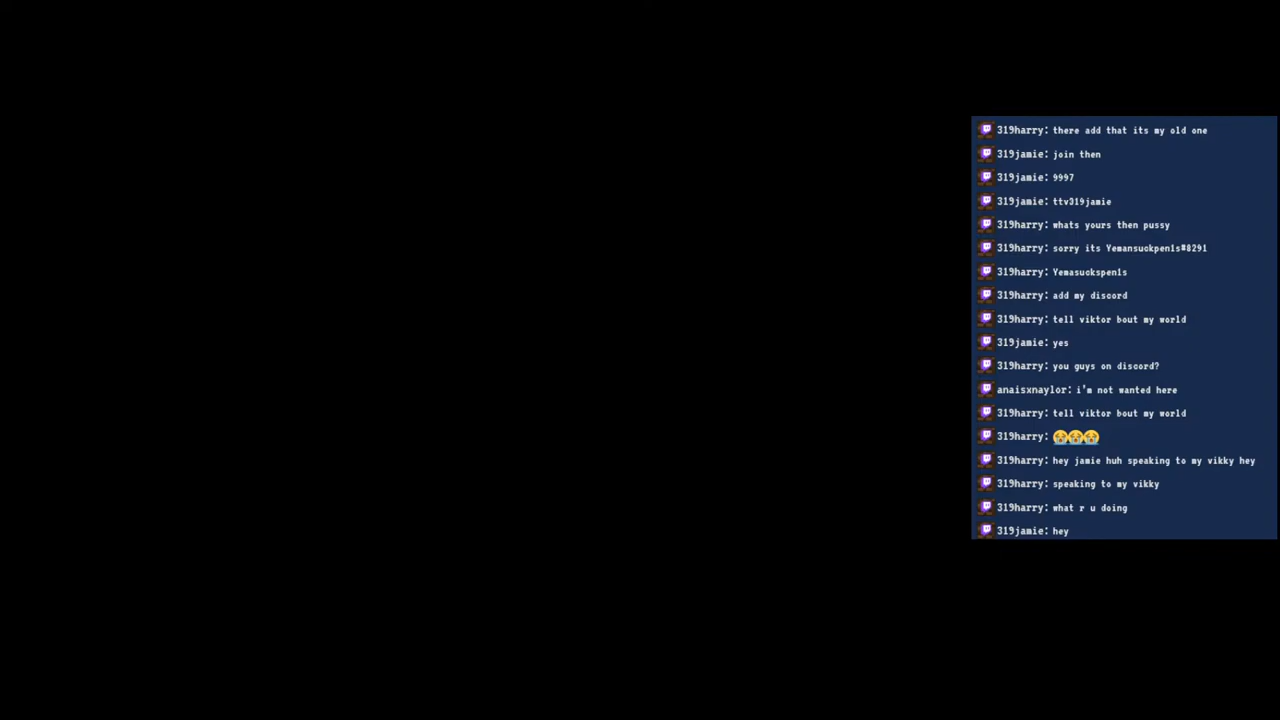 319harry: there add that its my old one
319jamie: join then
319jamie: 9997
319jamie: ttv319jamie
319harry: whats yours then pussy
319harry: sorry its Yemansuckpen1s#8291
319harry: Yemasuckspen1s
319harry: add my discord
319harry: tell viktor bout my world
319jamie: yes
319harry: you guys on discord?
anaisxnaylor: i'm not wanted here
319harry: tell viktor bout my world
319harry: 😭😭😭
319harry: hey jamie huh speaking to my vikky hey
319harry: speaking to my vikky
319harry: what r u doing
319jamie: hey